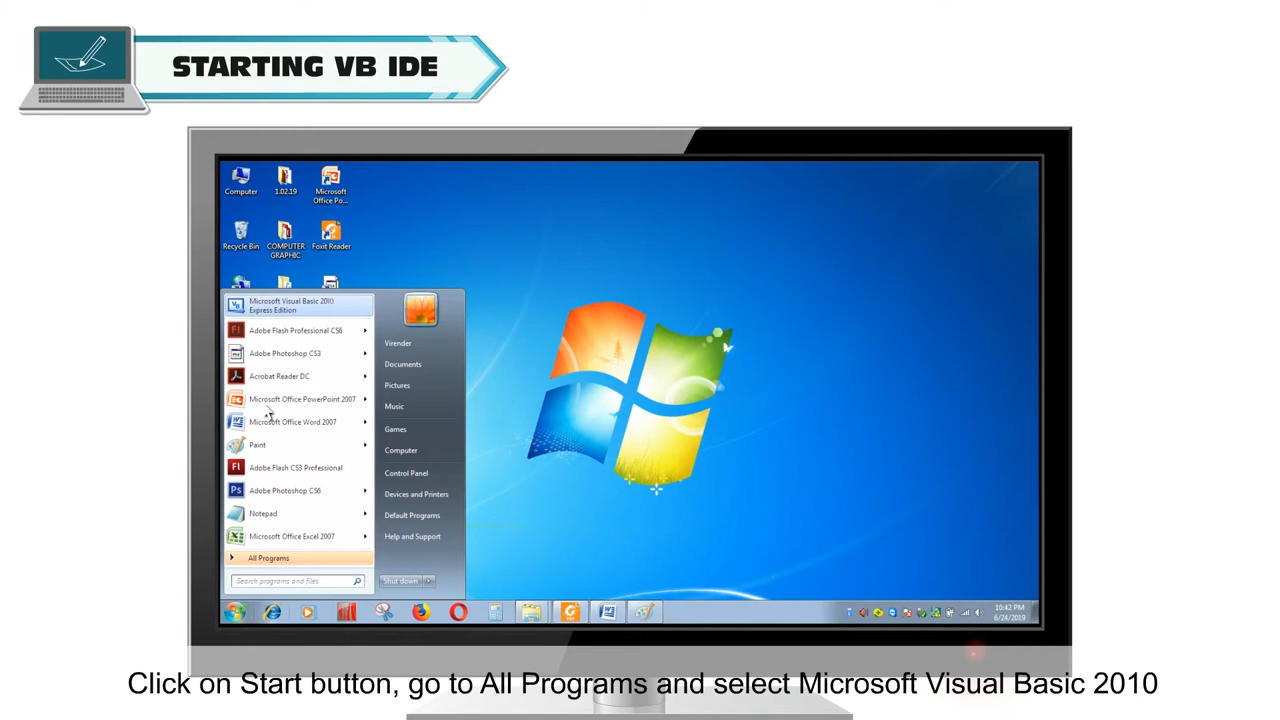 STARTING VB IDE
Computer
1.02.19
Microsoft
Office Po...
Recycle Bin
COMPUTER
GRAPHIC
Foxit Reader
Microsoft Visual Basic 2010
Express Edition
Adobe Flash Professional CS6
Adobe Photoshop CS3
Acrobat Reader DC
Microsoft Office PowerPoint 2007
Microsoft Office Word 2007
Paint
Adobe Flash CS3 Professional
Adobe Photoshop CS6
Notepad
Microsoft Office Excel 2007
All Programs
Search programs and files
Virender
Documents
Pictures
Music
Games
Computer
Control Panel
Devices and Printers
Default Programs
Help and Support
Shut down
10:42 PM
6/24/2019
Click on Start button, go to All Programs and select Microsoft Visual Basic 2010